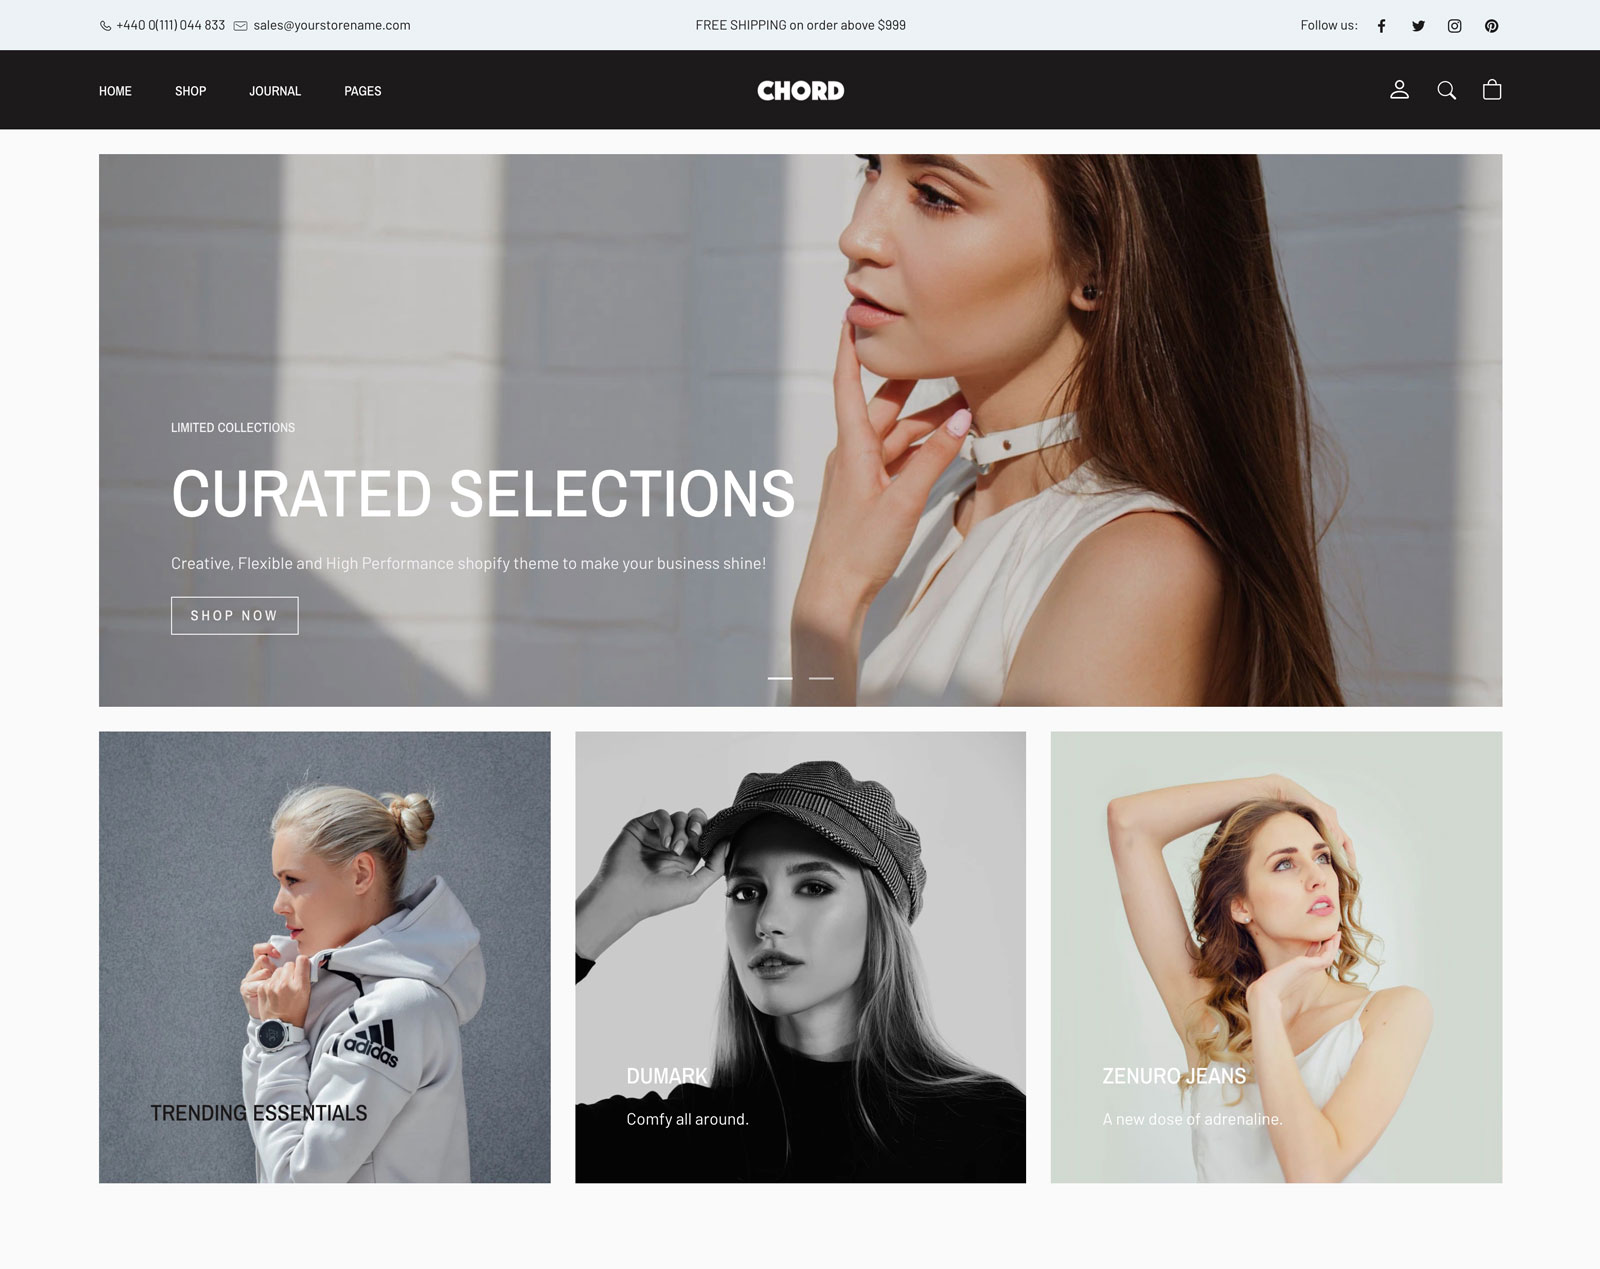 +440 0(111) 044 833 sales@yourstorename.com FREE SHIPPING on order above $999 Follow us:
HOME SHOP JOURNAL PAGES CHORD
LIMITED COLLECTIONS
CURATED SELECTIONS
Creative, Flexible and High Performance shopify theme to make your business shine!
SHOP NOW
adidas
TRENDING ESSENTIALS
DUMARK
Comfy all around.
ZENURO JEANS
A new dose of adrenaline.